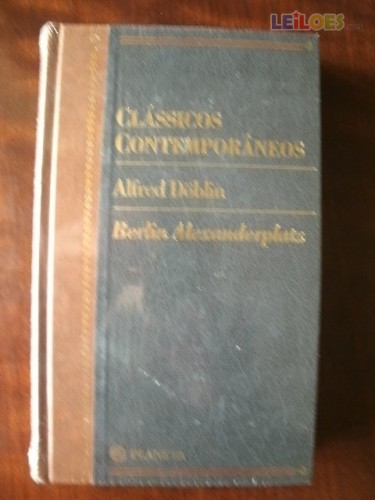 LEiLOES
CLÁSSICOS
CONTEMPORÂNEOS
Alfred Döblin
Berlin Alexanderplatz
PLANETA